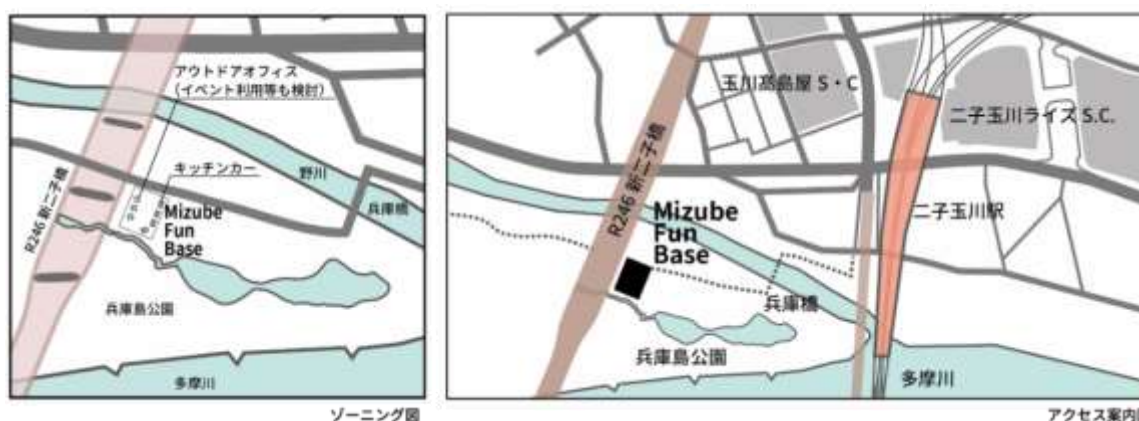 アウトドアオフィス
（イベント利用等も検討）
キッチンカー
野川
兵庫橋
R246 新二子橋
Mizube
Fun
Base
兵庫島公園
多摩川
ゾーニング図
玉川髙島屋 S・C
二子玉川ライズ S.C.
R246 新二子橋
二子玉川駅
Mizube
Fun
Base
兵庫橋
兵庫島公園
多摩川
アクセス案内図